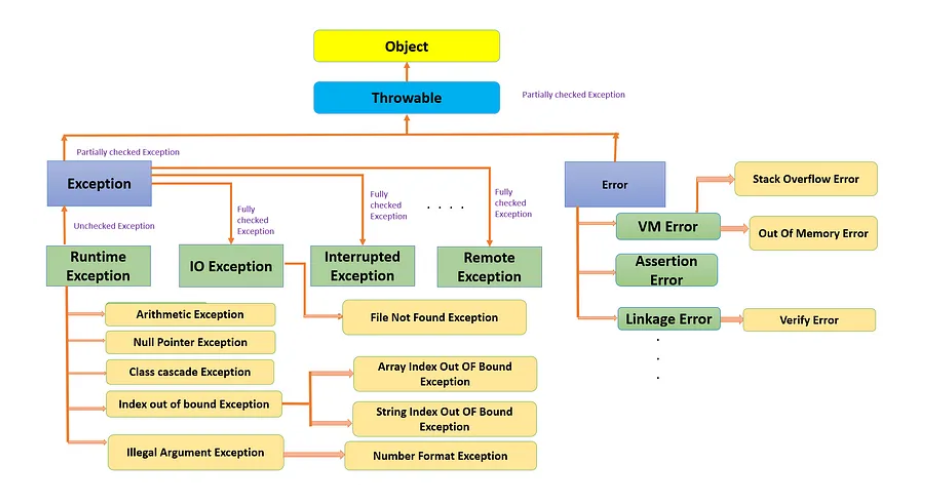 Object
Throwable
Partially checked Exception
Partially checked Exception
Exception
Error
Stack Overflow Error
Fully
checked
Exception
Fully
checked
Exception
Fully
checked
Exception
. . . .
Unchecked Exception
VM Error
Out Of Memory Error
Runtime
Exception
IO Exception
Interrupted
Exception
Remote
Exception
Assertion
Error
Arithmetic Exception
File Not Found Exception
Linkage Error
Verify Error
Null Pointer Exception
.
.
.
Class cascade Exception
Array Index Out OF Bound
Exception
Index out of bound Exception
String Index Out OF Bound
Exception
Illegal Argument Exception
Number Format Exception